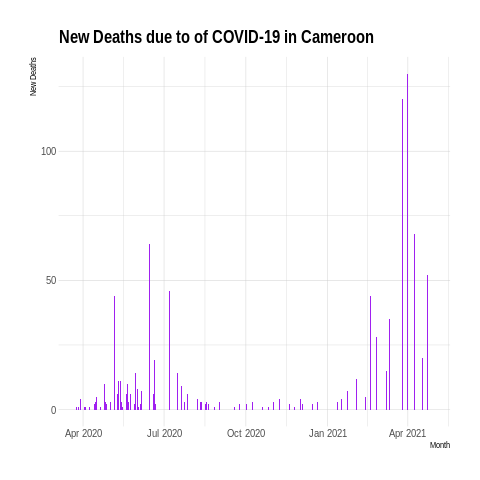 New Deaths due to of COVID-19 in Cameroon
New Deaths
100
50
0
Apr 2020 Jul 2020 Oct 2020 Jan 2021 Apr 2021
Month